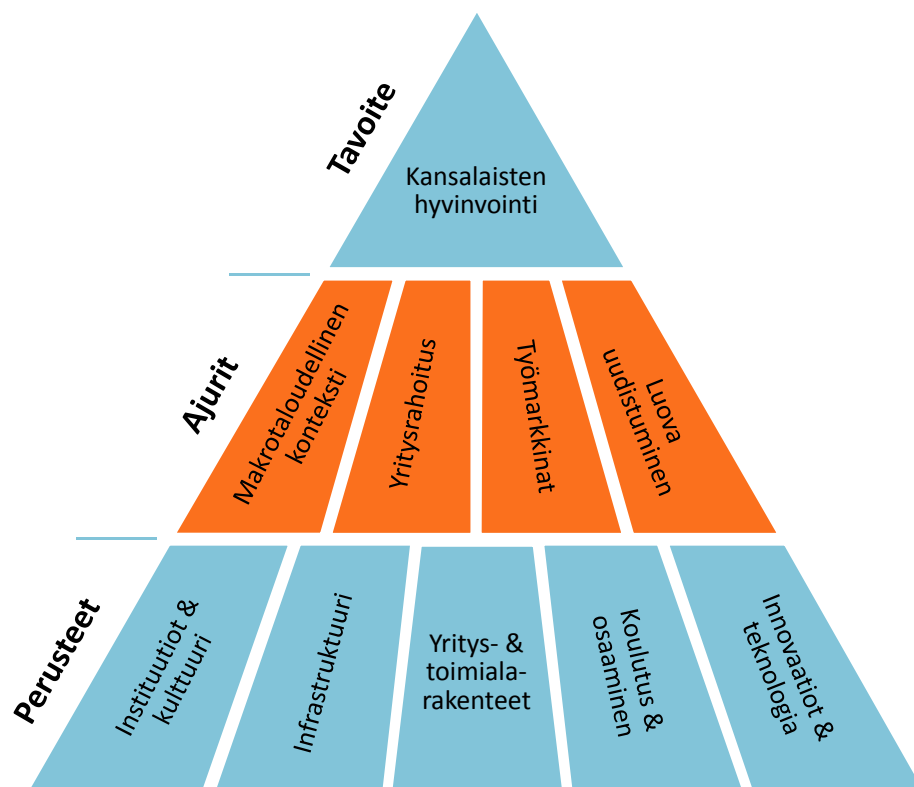 Tavoite
Kansalaisten
hyvinvointi
Ajurit
Makrotaloudellinen
konteksti
Yritysrahoitus
Työmarkkinat
Luova
uudistuminen
Perusteet
Instituutiot &
kulttuuri
Infrastruktuuri
Yritys- &
toimiala-
rakenteet
Koulutus &
osaaminen
Innovaatiot &
teknologia